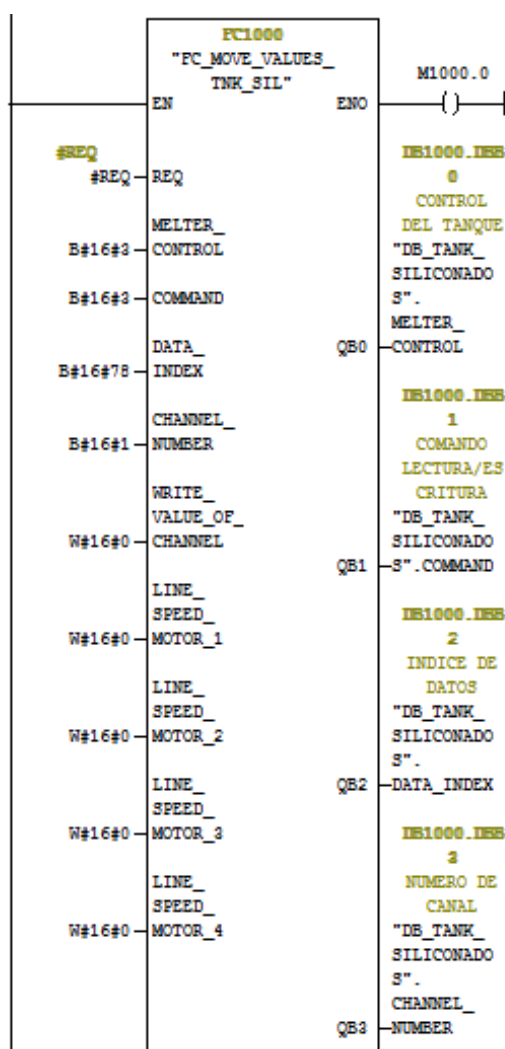 FC1000
"FC_MOVE_VALUES_
TNK_SIL"
EN
ENO
M1000.0
( )
#REQ
#REQ
REQ
MELTER_
B#16#3
CONTROL
B#16#3
COMMAND
DATA_
B#16#78
INDEX
CHANNEL_
B#16#1
NUMBER
WRITE_
VALUE_OF_
W#16#0
CHANNEL
LINE_
SPEED_
W#16#0
MOTOR_1
LINE_
SPEED_
W#16#0
MOTOR_2
LINE_
SPEED_
W#16#0
MOTOR_3
LINE_
SPEED_
W#16#0
MOTOR_4
DB1000.DBB
0
CONTROL
DEL TANQUE
"DB_TANK_
SILICONADO
S".
MELTER_
QB0
CONTROL
DB1000.DBB
1
COMANDO
LECTURA/ES
CRITURA
"DB_TANK_
SILICONADO
QB1
S".COMMAND
DB1000.DBB
2
INDICE DE
DATOS
"DB_TANK_
SILICONADO
S".
QB2
DATA_INDEX
DB1000.DBB
3
NUMERO DE
CANAL
"DB_TANK_
SILICONADO
S".
CHANNEL_
QB3
NUMBER